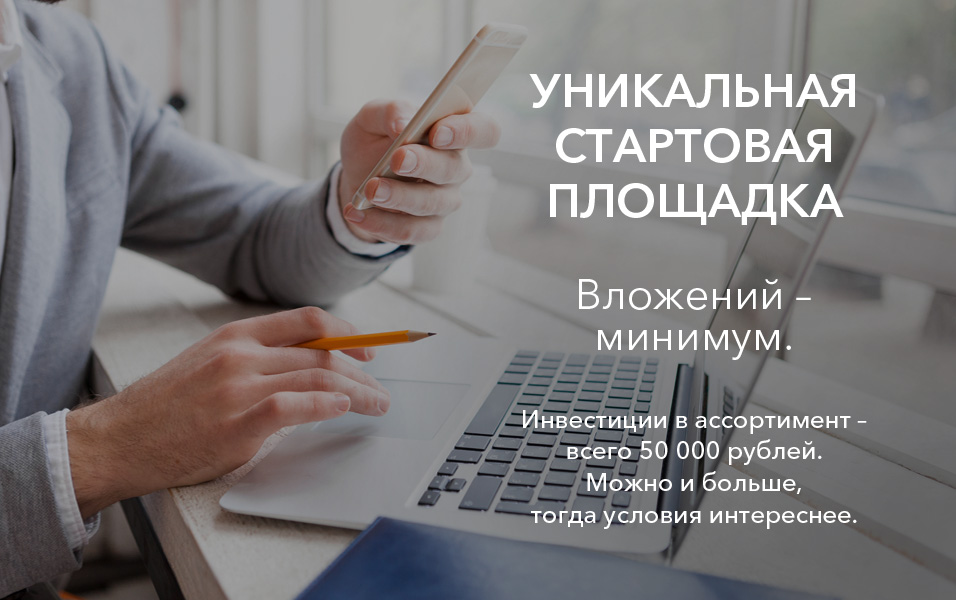 УНИКАЛЬНАЯ
СТАРТОВАЯ
ПЛОЩАДКА
Вложений –
минимум.
Инвестиции в ассортимент –
всего 50 000 рублей.
Можно и больше,
тогда условия интереснее.